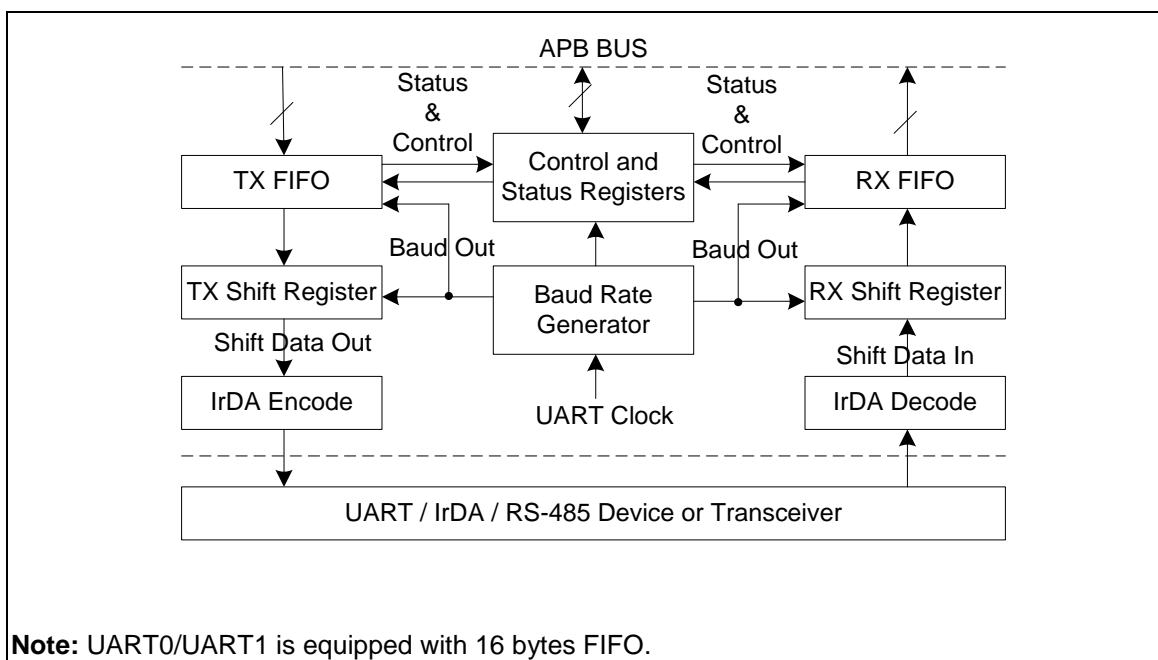 APB BUS
Status
&
Control
Status
&
Control
TX FIFO
Control and
Status Registers
RX FIFO
Baud Out
Baud Out
TX Shift Register
Baud Rate
Generator
RX Shift Register
Shift Data Out
Shift Data In
IrDA Encode
UART Clock
IrDA Decode
UART / IrDA / RS-485 Device or Transceiver
Note: UART0/UART1 is equipped with 16 bytes FIFO.